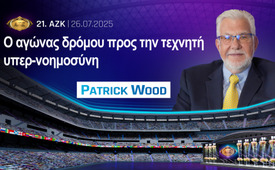 21. AZK | 26.07.2025
Ο αγώνας δρόμου προς την τεχνητή
υπερ-νοημοσύνη
PATRICK WOOD